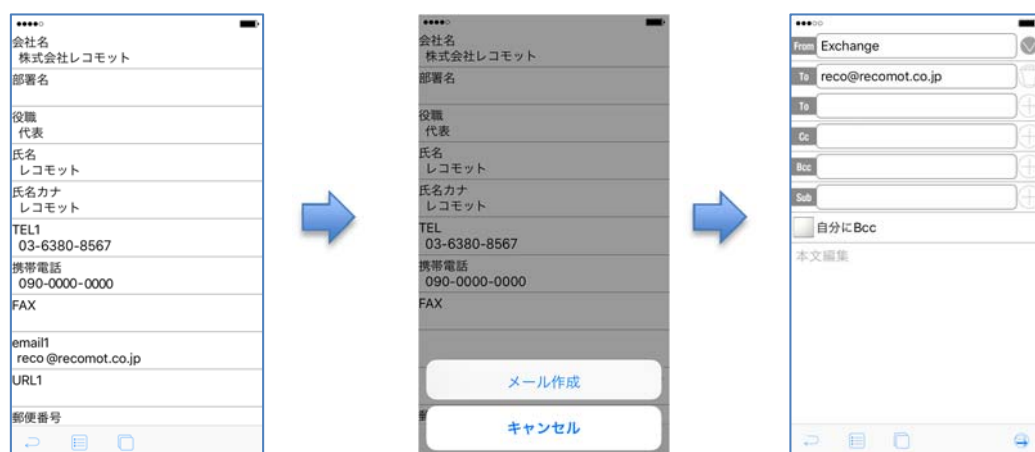 会社名
株式会社レコモット
部署名
役職
代表
氏名
レコモット
氏名カナ
レコモット
TEL1
03-6380-8567
携帯電話
090-0000-0000
FAX
email1
reco@recomot.co.jp
URL1
郵便番号
会社名
株式会社レコモット
部署名
役職
代表
氏名
レコモット
氏名カナ
レコモット
TEL
03-6380-8567
携帯電話
090-0000-0000
FAX
メール作成
キャンセル
From Exchange
To reco@recomot.co.jp
To
Cc
Bcc
Sub
自分にBcc
本文編集